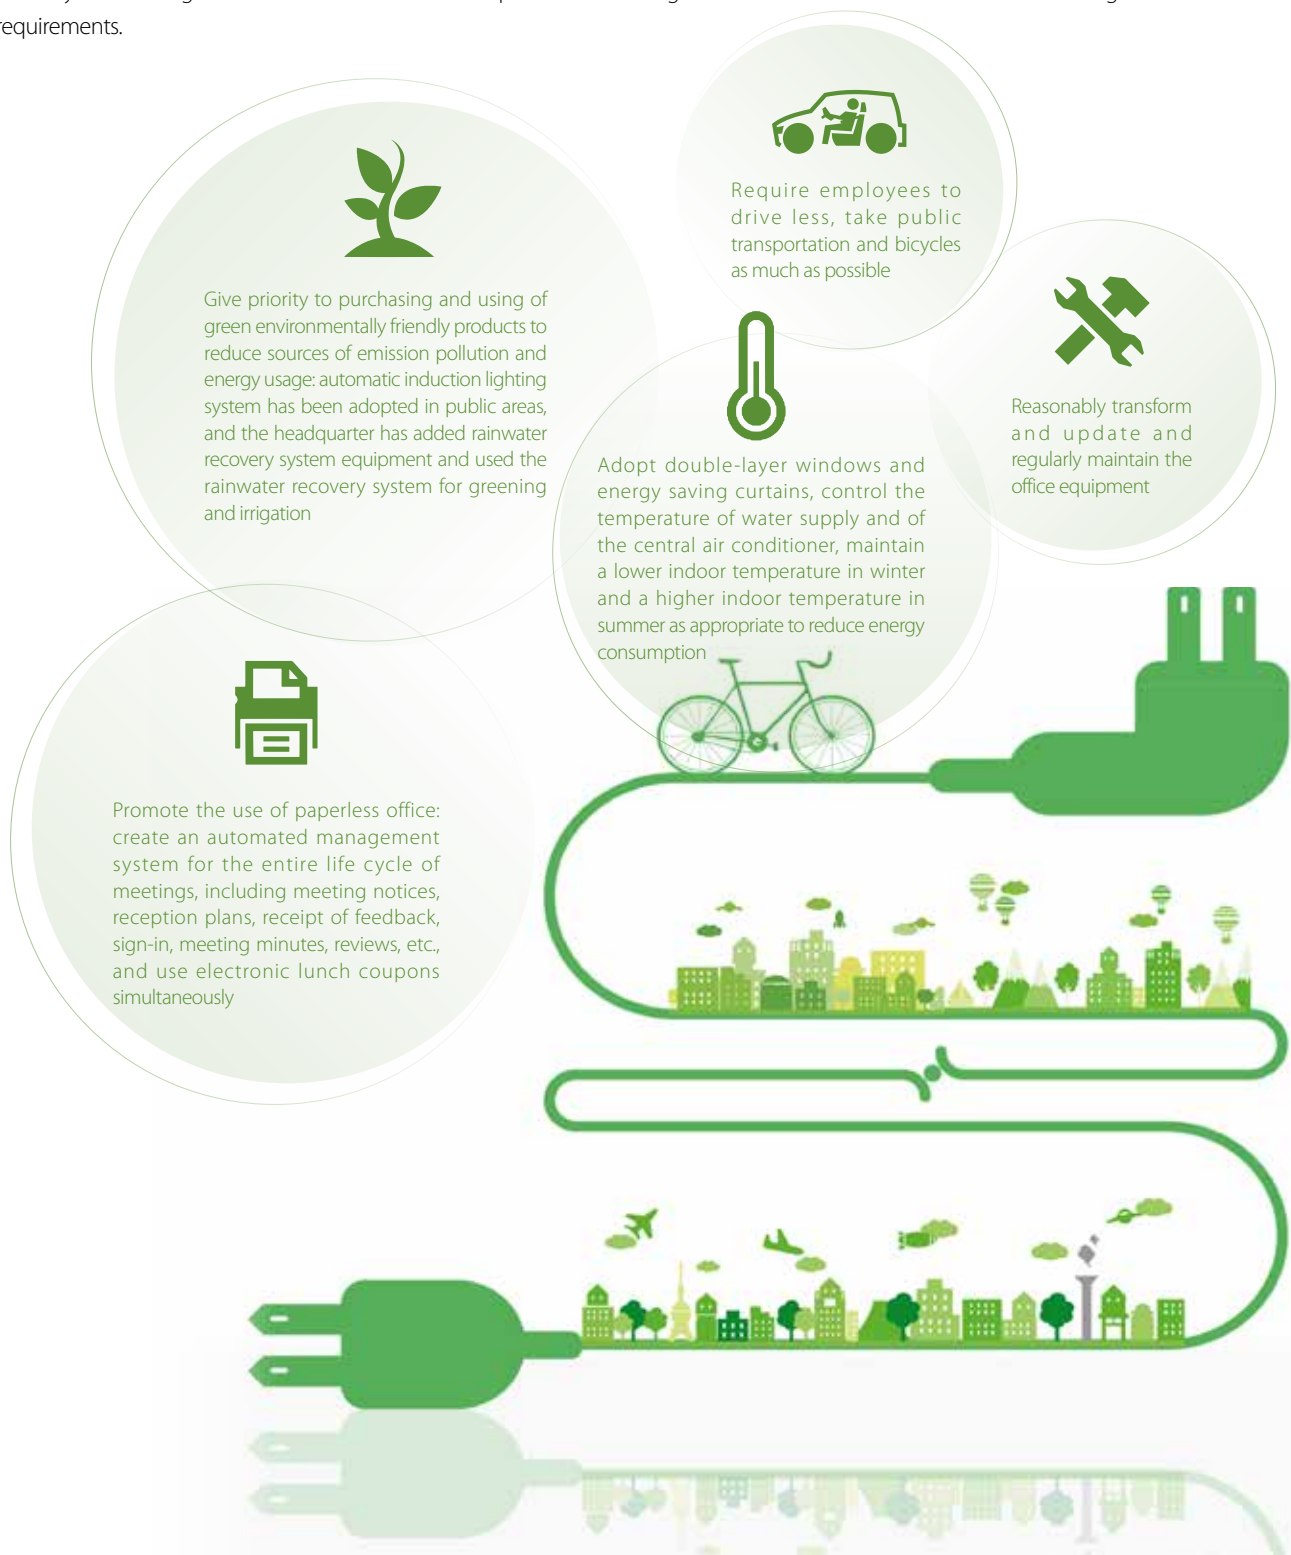 requirements.
Require employees to
drive less, take public
transportation and bicycles
as much as possible
Give priority to purchasing and using of
green environmentally friendly products to
reduce sources of emission pollution and
energy usage: automatic induction lighting
system has been adopted in public areas,
and the headquarter has added rainwater
recovery system equipment and used the
rainwater recovery system for greening
and irrigation
Reasonably transform
and update and
regularly maintain the
office equipment
Adopt double-layer windows and
energy saving curtains, control the
temperature of water supply and of
the central air conditioner, maintain
a lower indoor temperature in winter
and a higher indoor temperature in
summer as appropriate to reduce energy
consumption
Promote the use of paperless office:
create an automated management
system for the entire life cycle of
meetings, including meeting notices,
reception plans, receipt of feedback,
sign-in, meeting minutes, reviews, etc.,
and use electronic lunch coupons
simultaneously